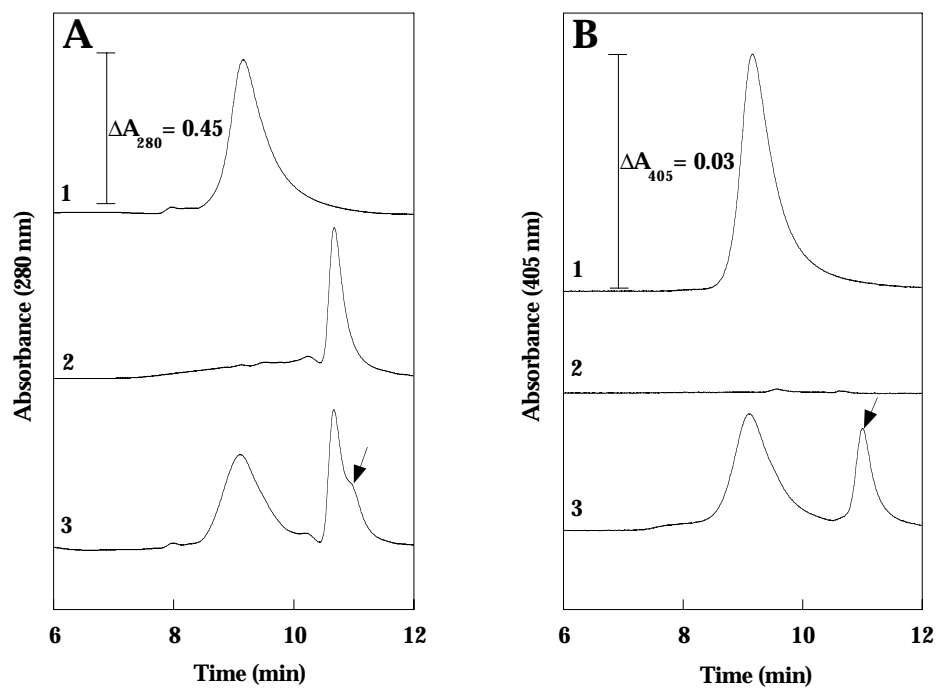 A
ΔA280= 0.45
1
2
3
Absorbance (280 nm)
6 8 10 12
Time (min)
B
ΔA405= 0.03
1
2
3
Absorbance (405 nm)
6 8 10 12
Time (min)